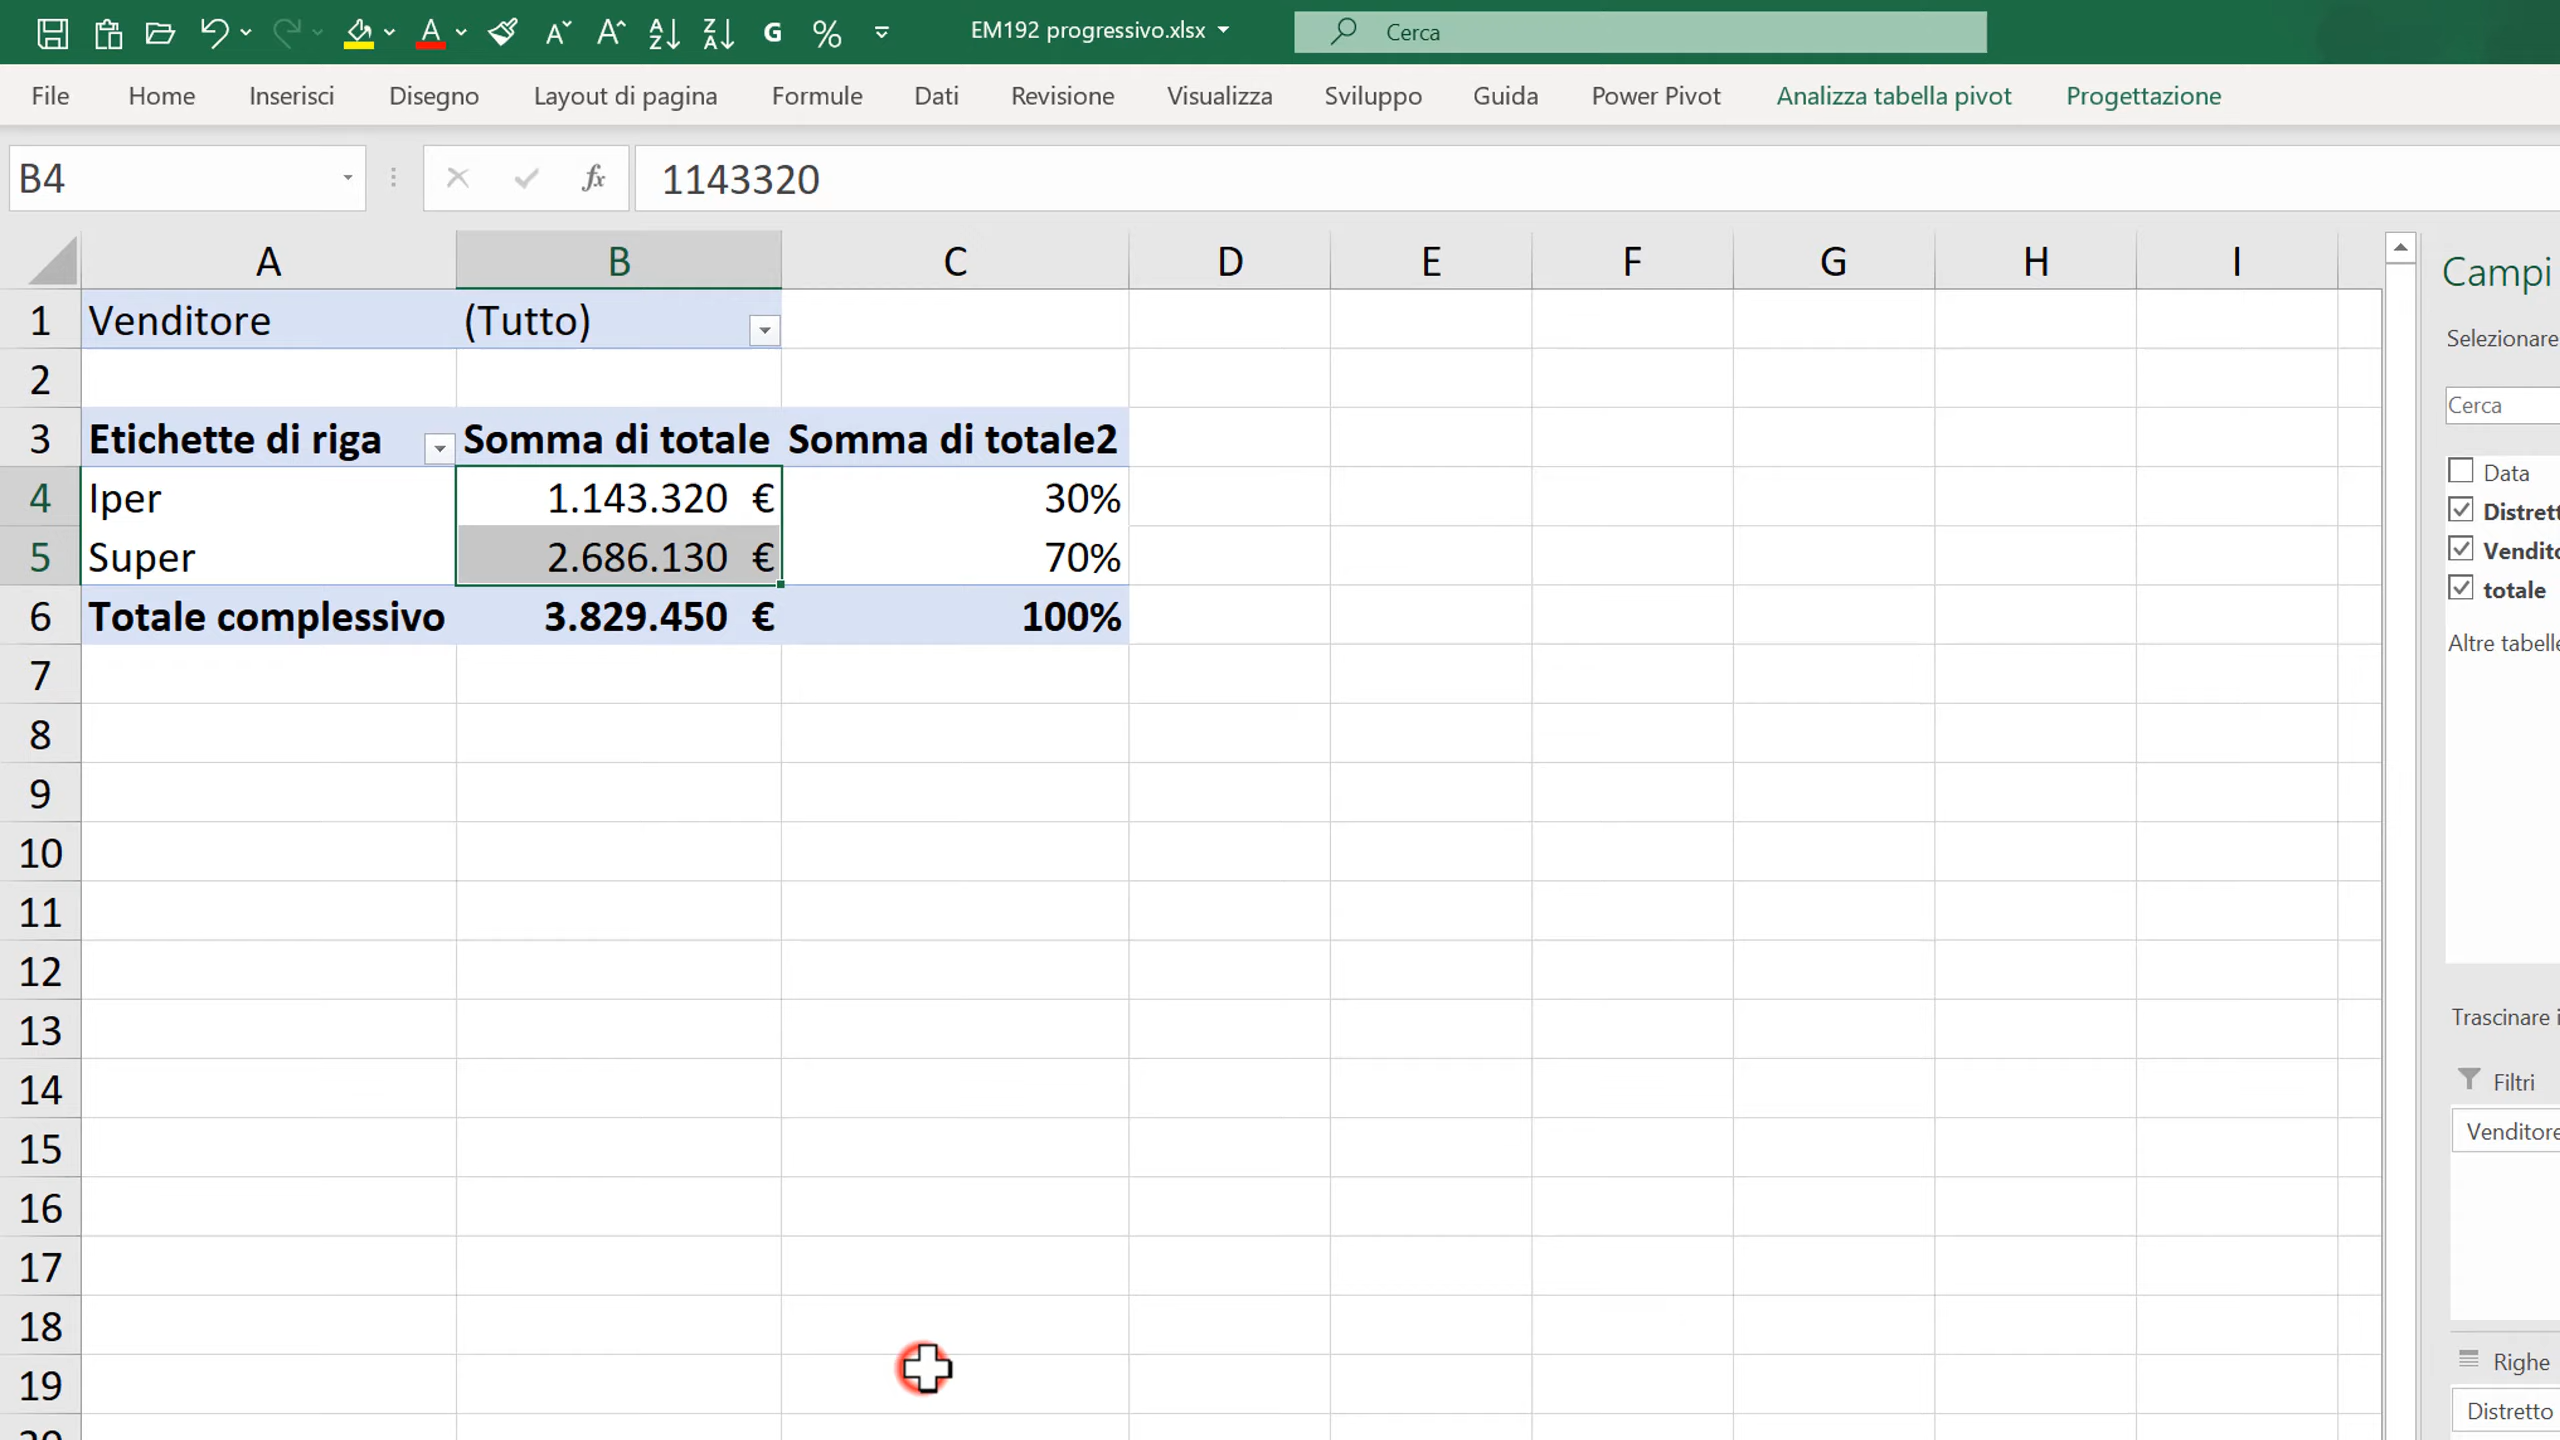 EM192 progressivo.xlsx
Cerca
File Home Inserisci Disegno Layout di pagina Formule Dati Revisione Visualizza Sviluppo Guida Power Pivot Analizza tabella pivot Progettazione
B4 fx 1143320
A B C D E F G H I
1 Venditore (Tutto)
2
3 Etichette di riga Somma di totale Somma di totale2
4 Iper 1.143.320 € 30%
5 Super 2.686.130 € 70%
6 Totale complessivo 3.829.450 € 100%
7
8
9
10
11
12
13
14
15
16
17
18
19
20
Campi
Selezionare
Cerca
Data
Distrett
Vendito
totale
Altre tabelle
Trascinare i
Filtri
Venditore
Righe
Distretto